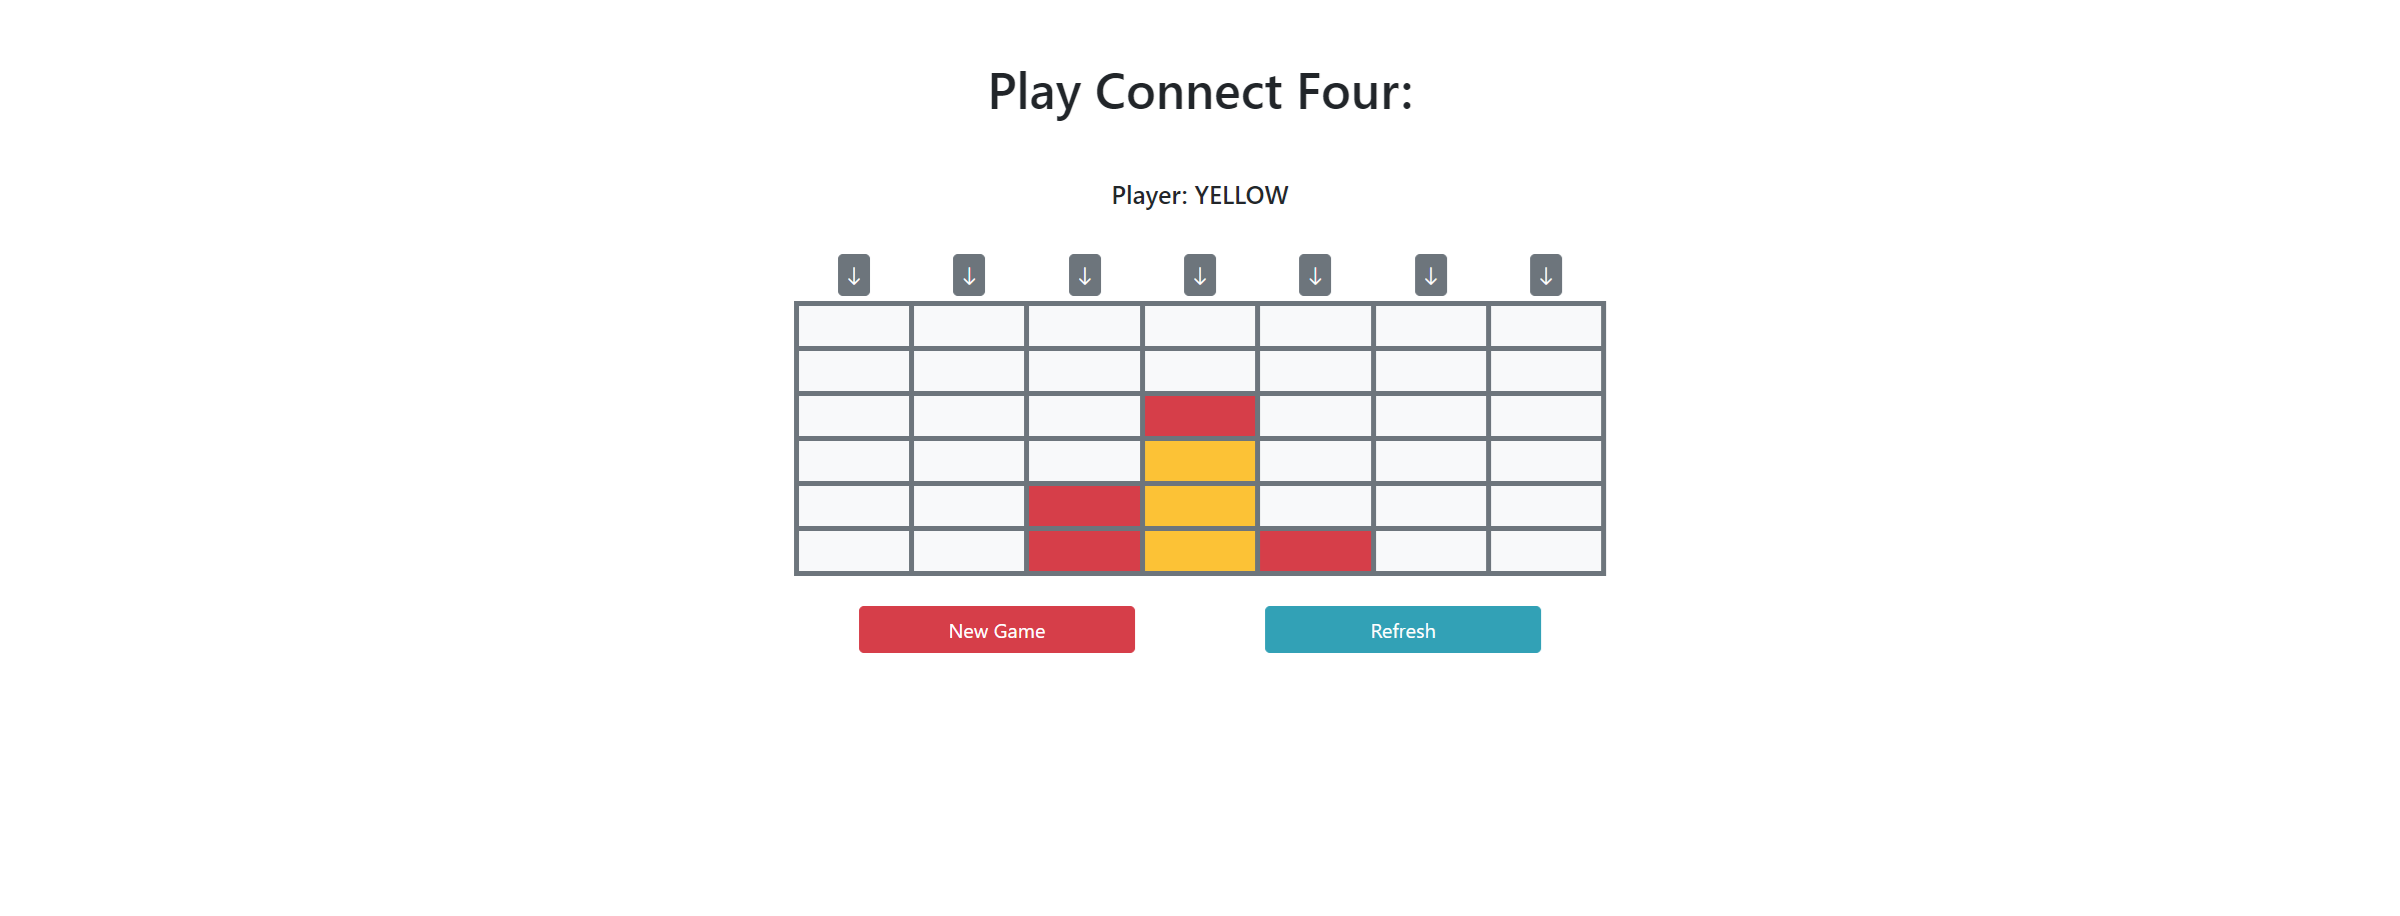 Play Connect Four:
Player: YELLOW
↓ ↓ ↓ ↓ ↓ ↓ ↓
New Game Refresh